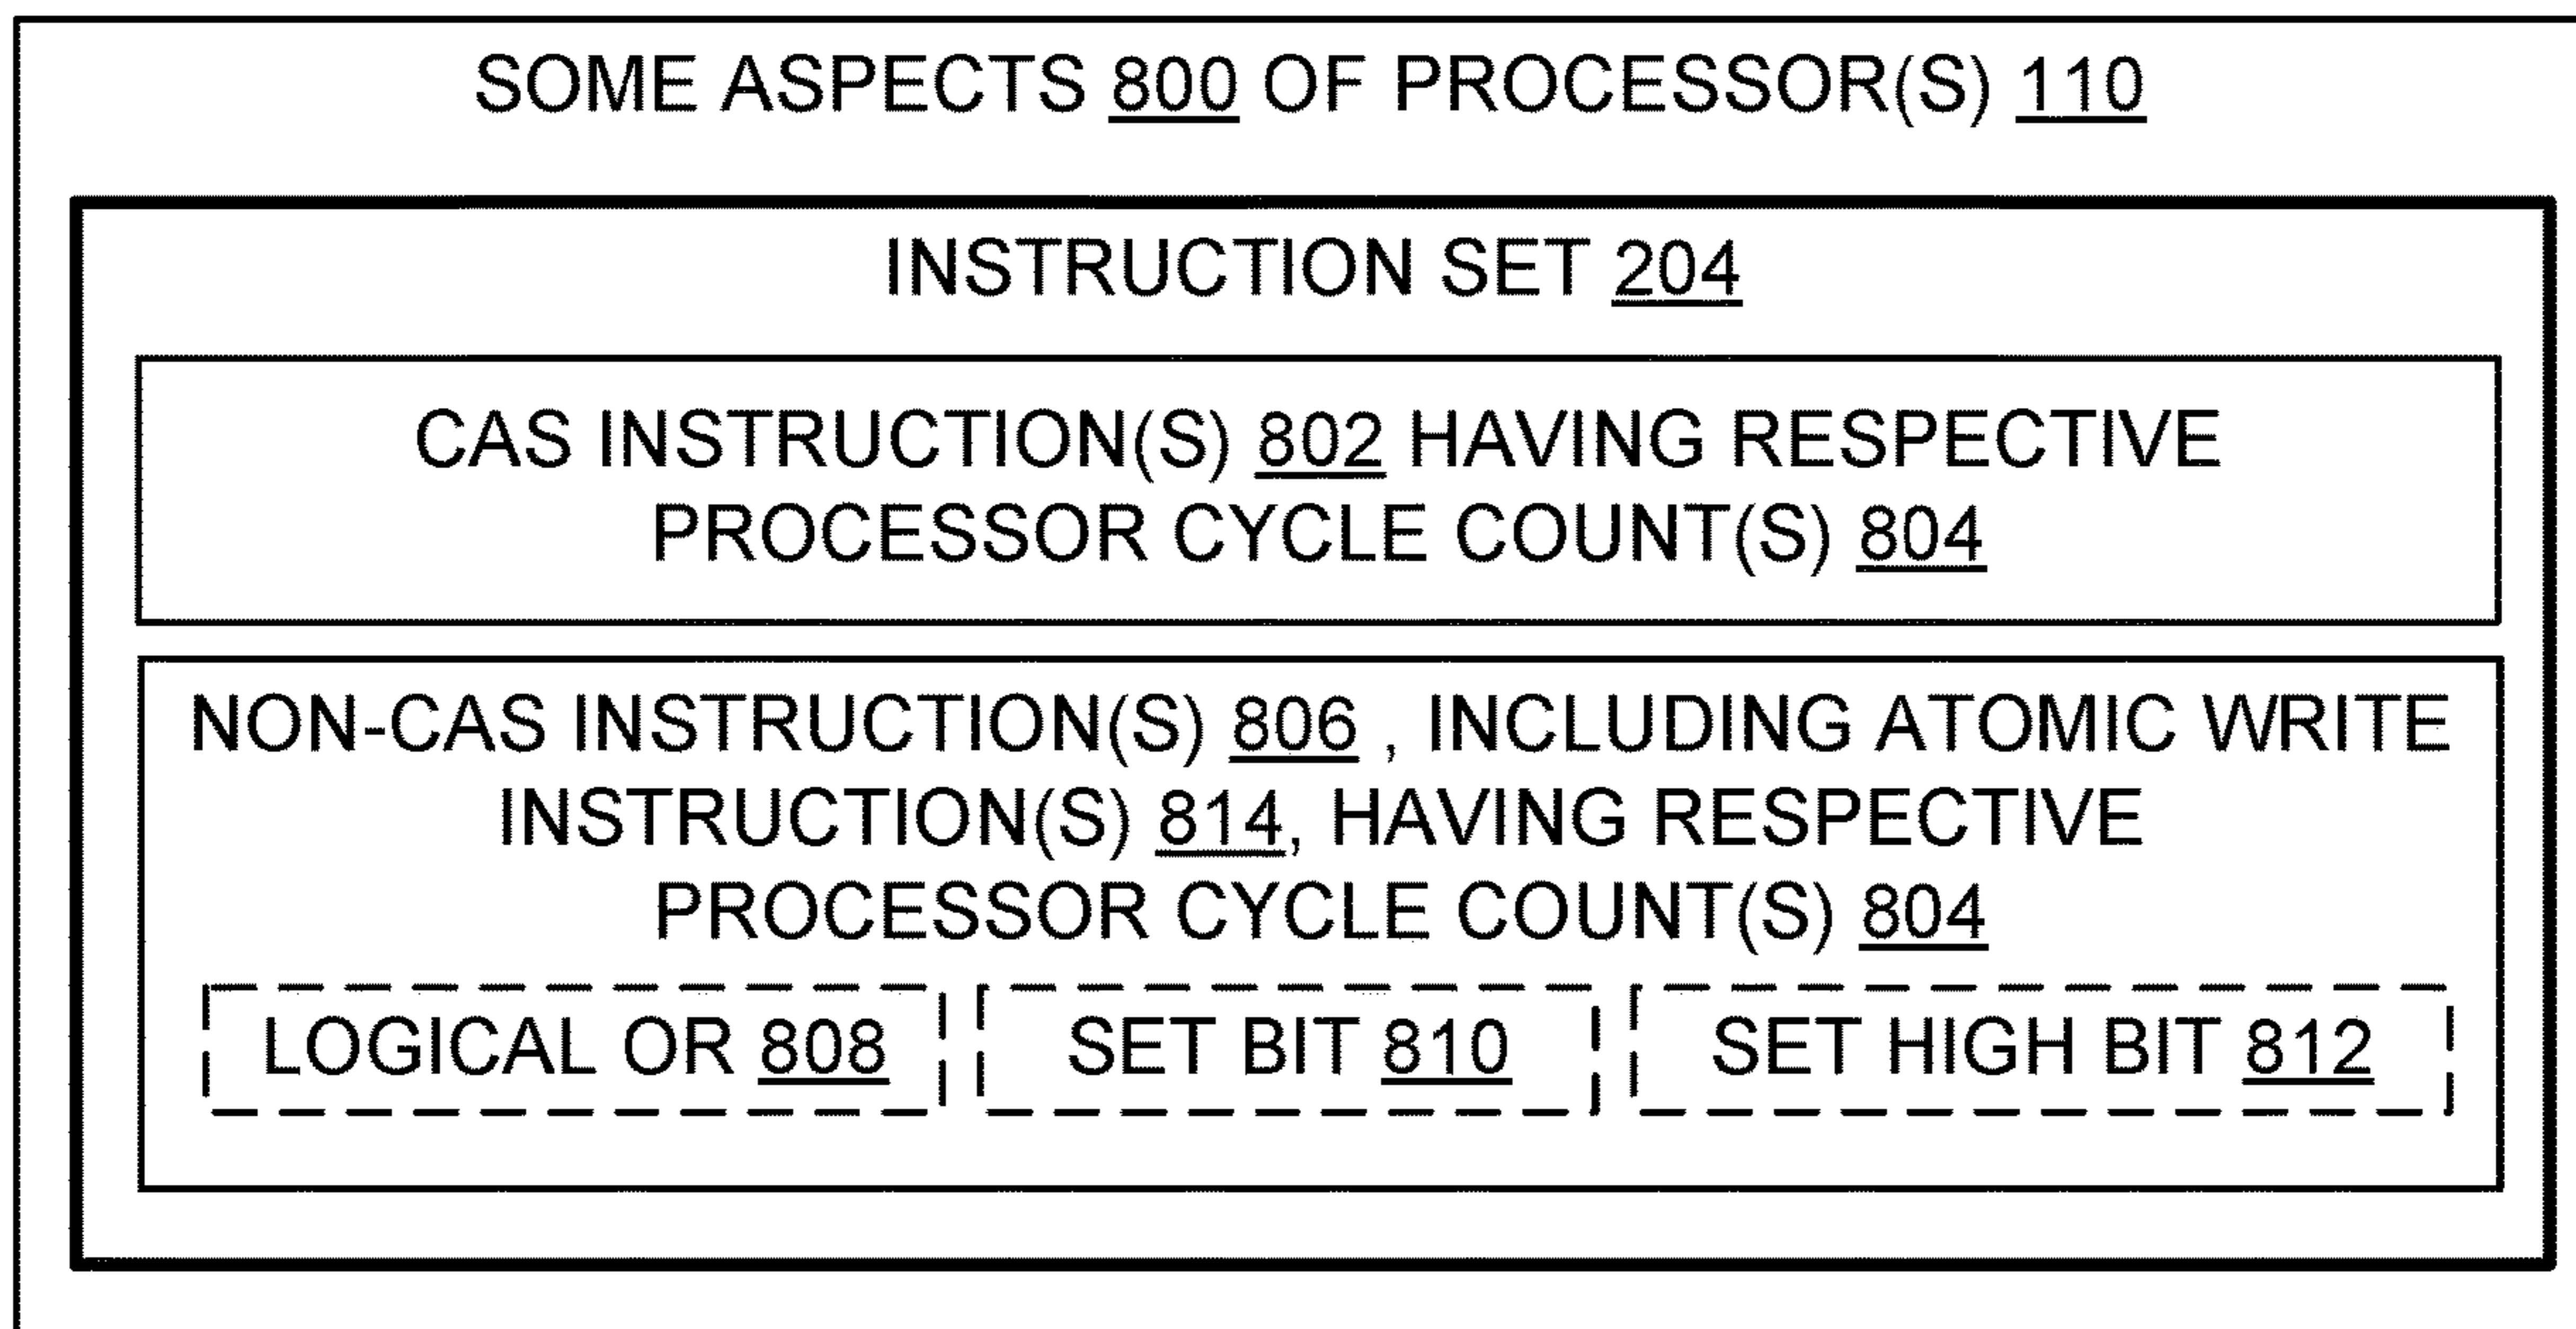 SOME ASPECTS 800 OF PROCESSOR(S) 110
INSTRUCTION SET 204
CAS INSTRUCTION(S) 802 HAVING RESPECTIVE
PROCESSOR CYCLE COUNT(S) 804
NON-CAS INSTRUCTION(S) 806 , INCLUDING ATOMIC WRITE
INSTRUCTION(S) 814, HAVING RESPECTIVE
PROCESSOR CYCLE COUNT(S) 804
LOGICAL OR 808 SET BIT 810 SET HIGH BIT 812